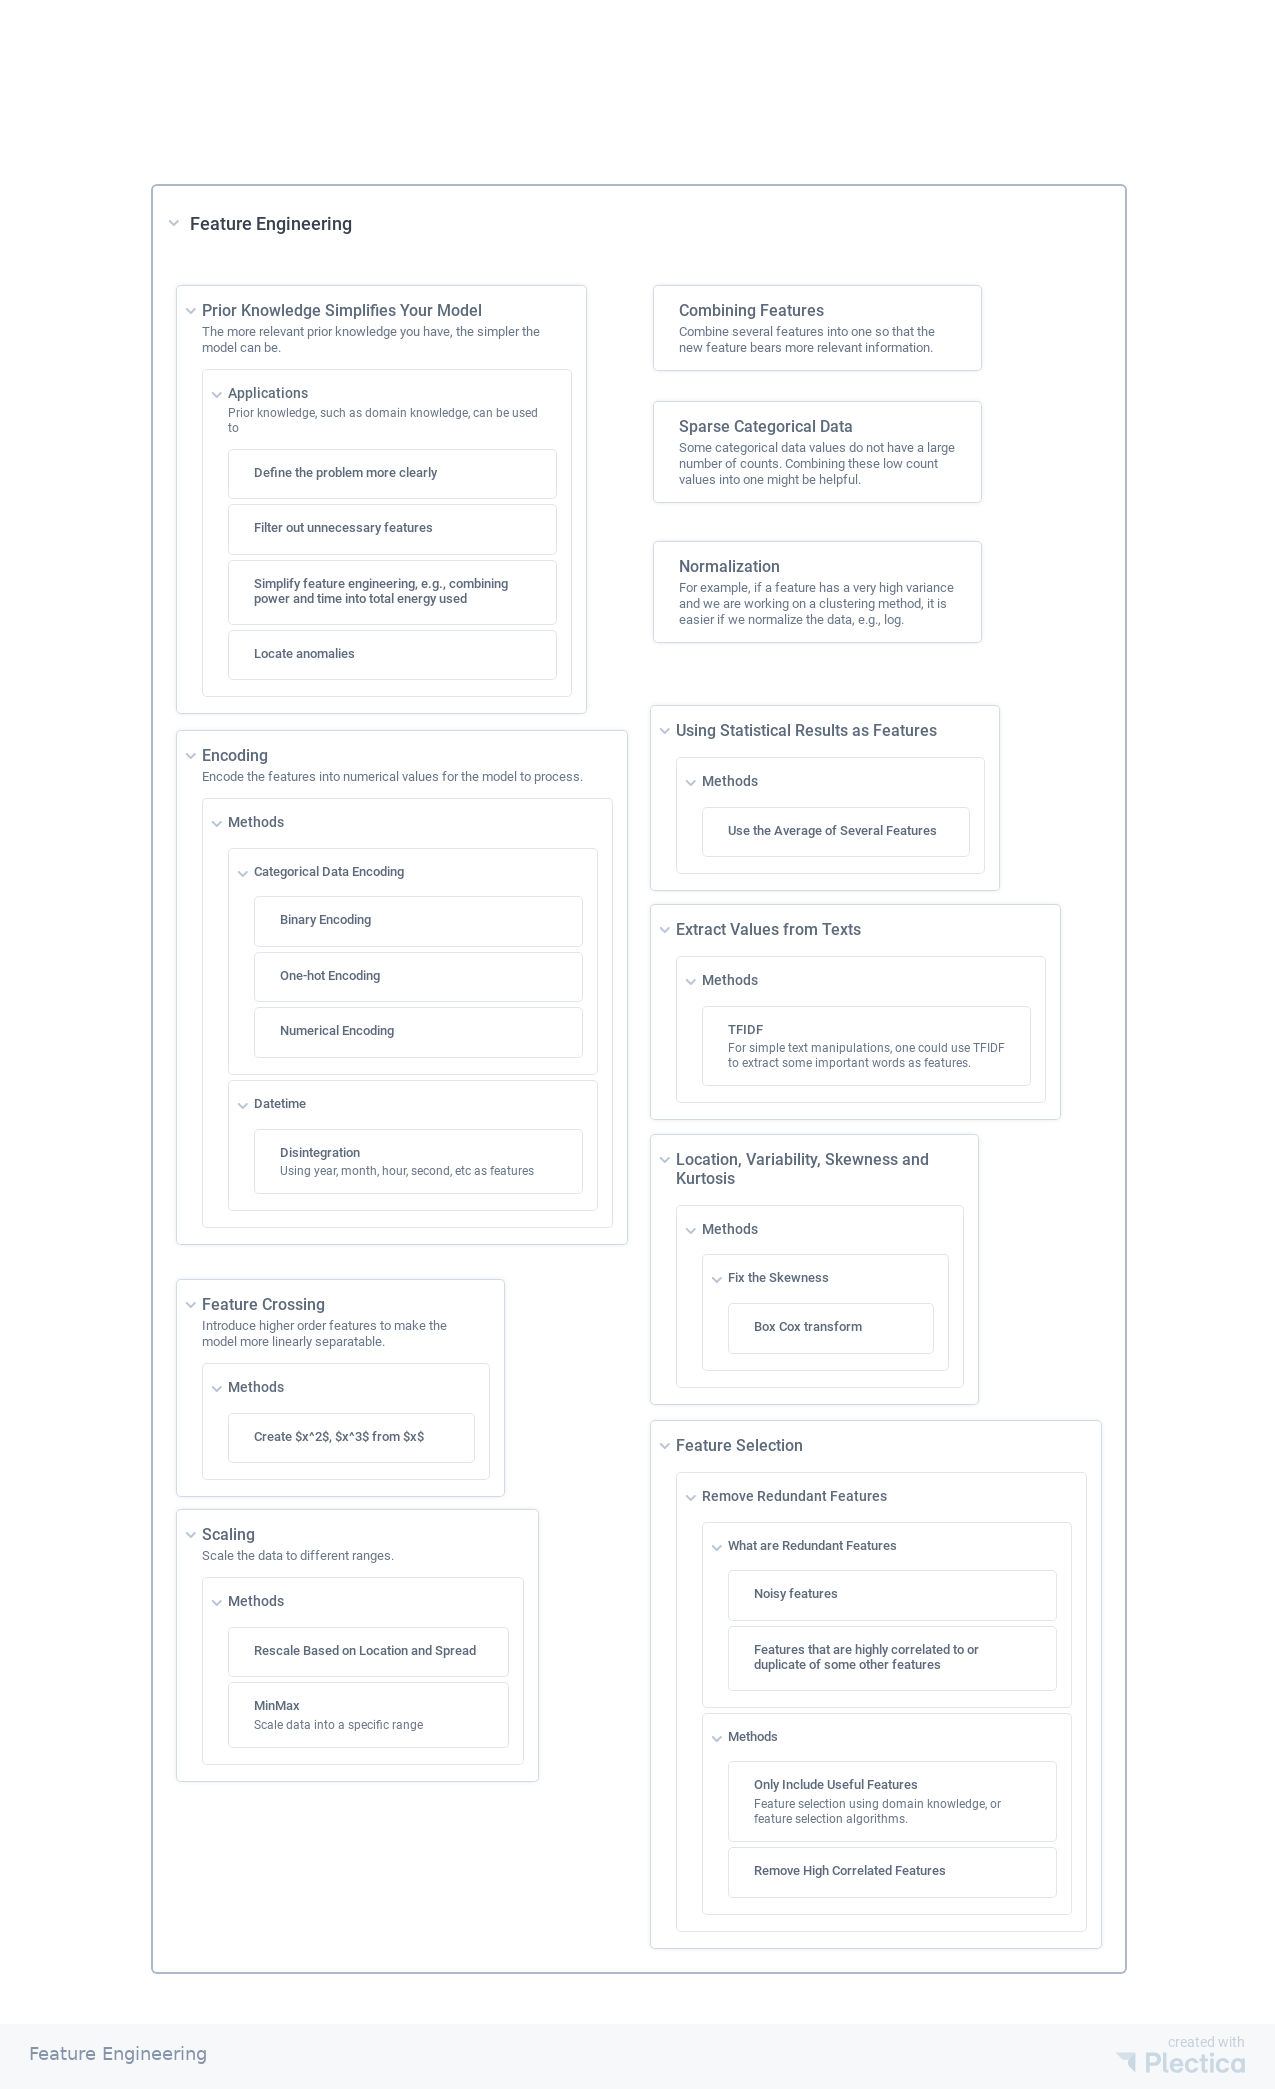 Feature Engineering
Prior Knowledge Simplifies Your Model
The more relevant prior knowledge you have, the simpler the
model can be.
Applications
Prior knowledge, such as domain knowledge, can be used
to
Define the problem more clearly
Filter out unnecessary features
Simplify feature engineering, e.g., combining
power and time into total energy used
Locate anomalies
Encoding
Encode the features into numerical values for the model to process.
Methods
Categorical Data Encoding
Binary Encoding
One-hot Encoding
Numerical Encoding
Datetime
Disintegration
Using year, month, hour, second, etc as features
Feature Crossing
Introduce higher order features to make the
model more linearly separatable.
Methods
Create $x^2$, $x^3$ from $x$
Scaling
Scale the data to different ranges.
Methods
Rescale Based on Location and Spread
MinMax
Scale data into a specific range
Combining Features
Combine several features into one so that the
new feature bears more relevant information.
Sparse Categorical Data
Some categorical data values do not have a large
number of counts. Combining these low count
values into one might be helpful.
Normalization
For example, if a feature has a very high variance
and we are working on a clustering method, it is
easier if we normalize the data, e.g., log.
Using Statistical Results as Features
Methods
Use the Average of Several Features
Extract Values from Texts
Methods
TFIDF
For simple text manipulations, one could use TFIDF
to extract some important words as features.
Location, Variability, Skewness and
Kurtosis
Methods
Fix the Skewness
Box Cox transform
Feature Selection
Remove Redundant Features
What are Redundant Features
Noisy features
Features that are highly correlated to or
duplicate of some other features
Methods
Only Include Useful Features
Feature selection using domain knowledge, or
feature selection algorithms.
Remove High Correlated Features
Feature Engineering
created with
Plectica